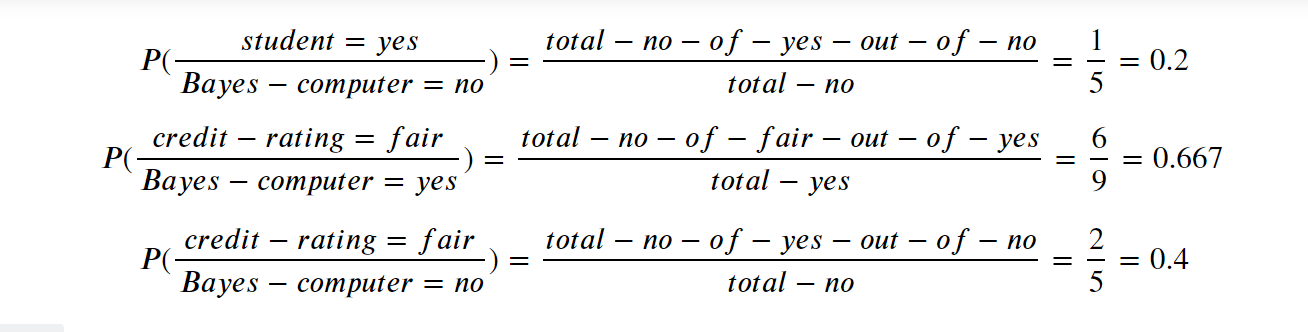 P(student = yes / Bayes − computer = no) = total − no − of − yes − out − of − no / total − no = 1/5 = 0.2
P(credit − rating = fair / Bayes − computer = yes) = total − no − of − fair − out − of − yes / total − yes = 6/9 = 0.667
P(credit − rating = fair / Bayes − computer = no) = total − no − of − yes − out − of − no / total − no = 2/5 = 0.4